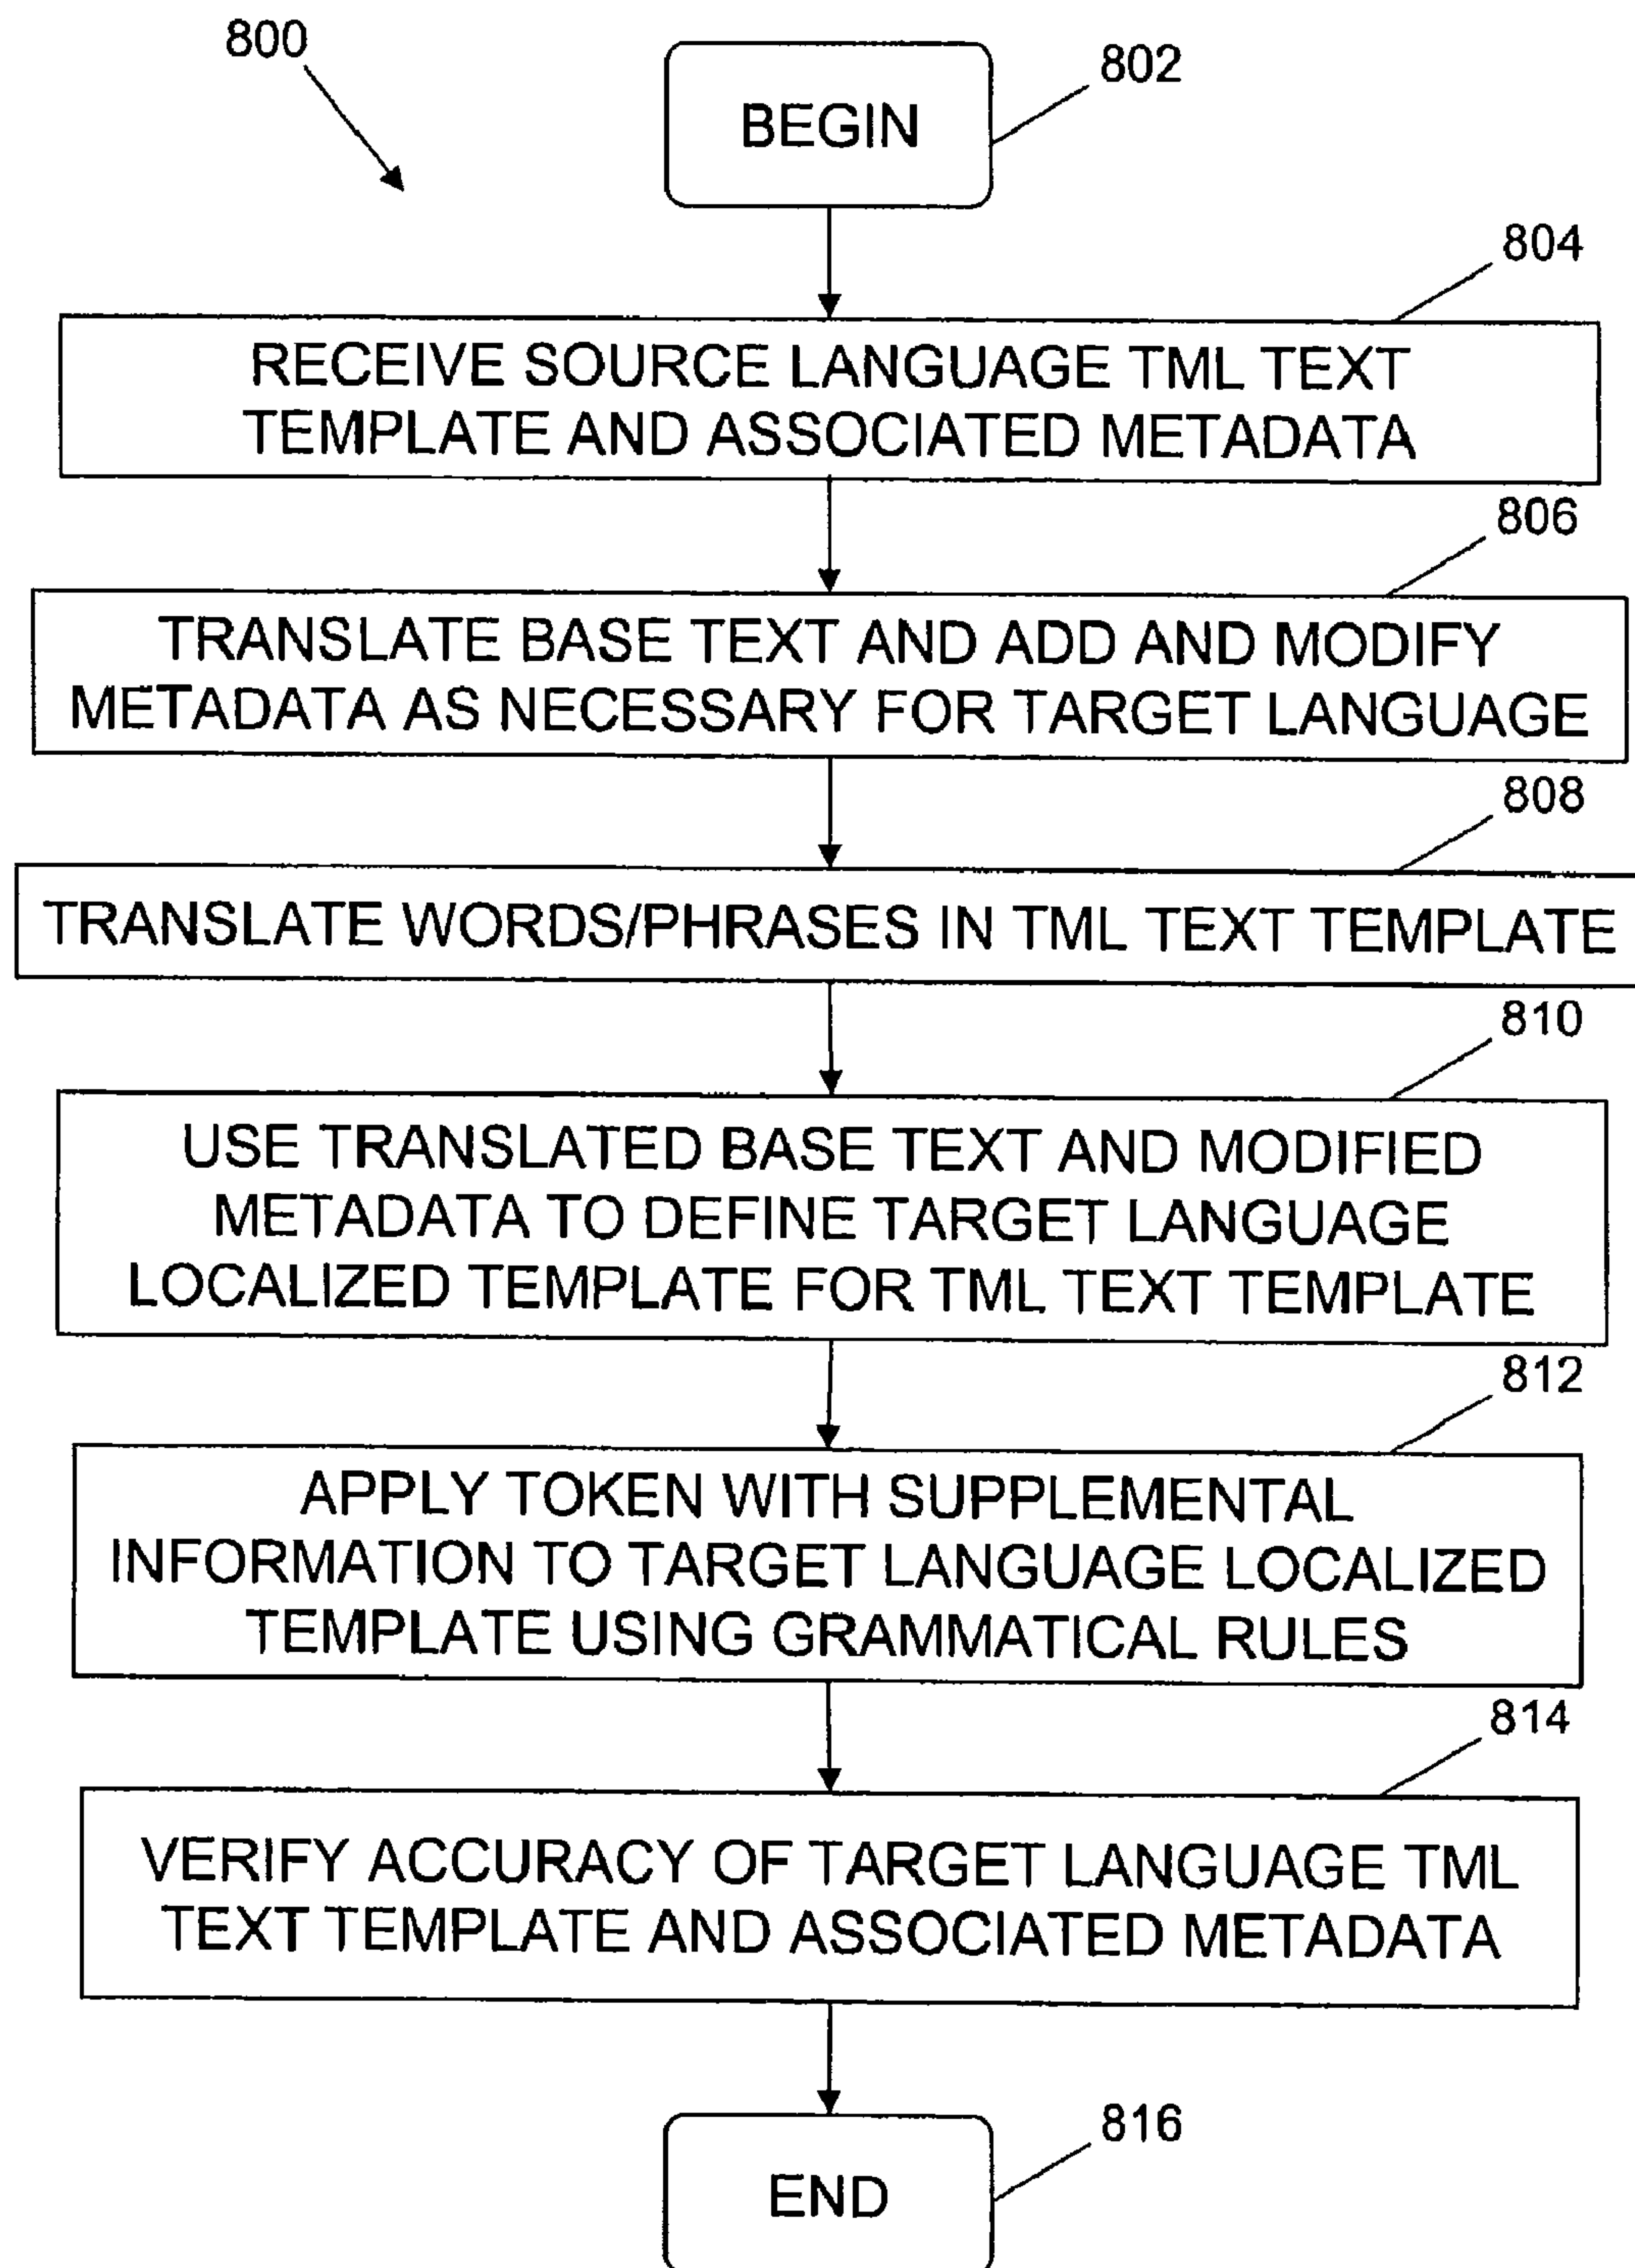 800
802
BEGIN
804
RECEIVE SOURCE LANGUAGE TML TEXT
TEMPLATE AND ASSOCIATED METADATA
806
TRANSLATE BASE TEXT AND ADD AND MODIFY
METADATA AS NECESSARY FOR TARGET LANGUAGE
808
TRANSLATE WORDS/PHRASES IN TML TEXT TEMPLATE
810
USE TRANSLATED BASE TEXT AND MODIFIED
METADATA TO DEFINE TARGET LANGUAGE
LOCALIZED TEMPLATE FOR TML TEXT TEMPLATE
812
APPLY TOKEN WITH SUPPLEMENTAL
INFORMATION TO TARGET LANGUAGE LOCALIZED
TEMPLATE USING GRAMMATICAL RULES
814
VERIFY ACCURACY OF TARGET LANGUAGE TML
TEXT TEMPLATE AND ASSOCIATED METADATA
816
END